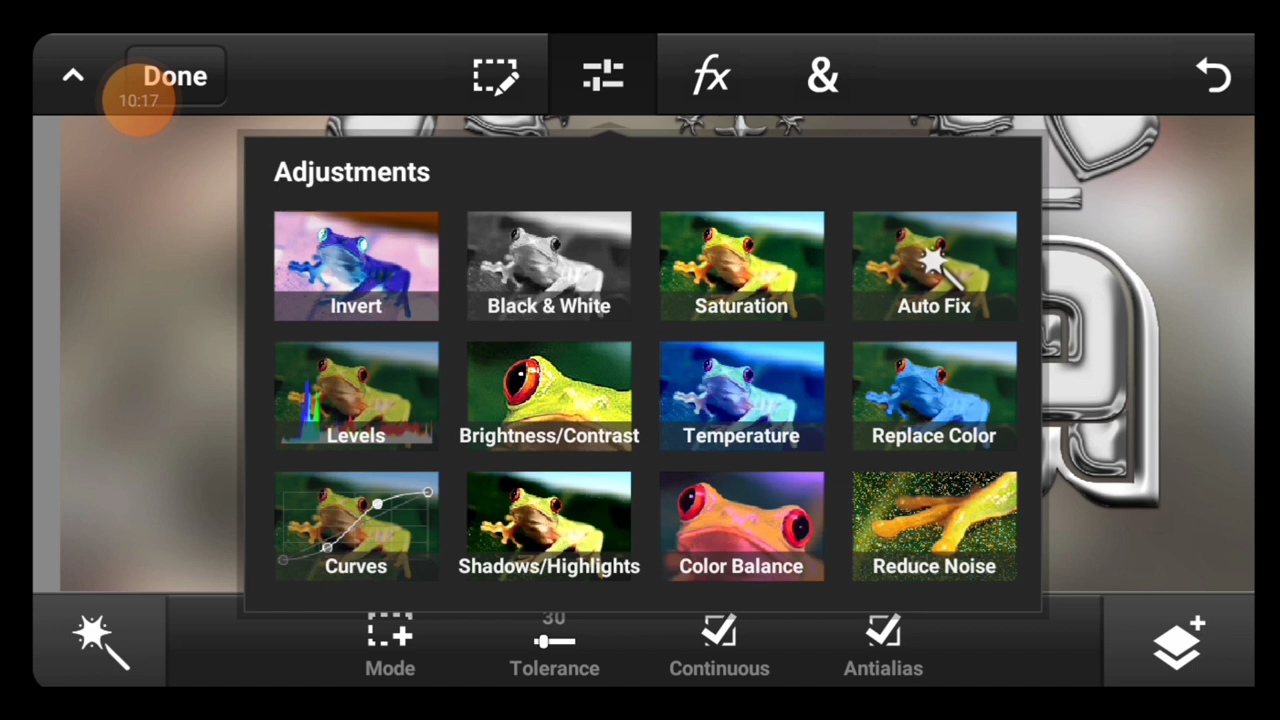 Done
10:17
fx
&
Adjustments
Invert
Black & White
Saturation
Auto Fix
Levels
Brightness/Contrast
Temperature
Replace Color
Curves
Shadows/Highlights
Color Balance
Reduce Noise
30
Mode
Tolerance
Continuous
Antialias